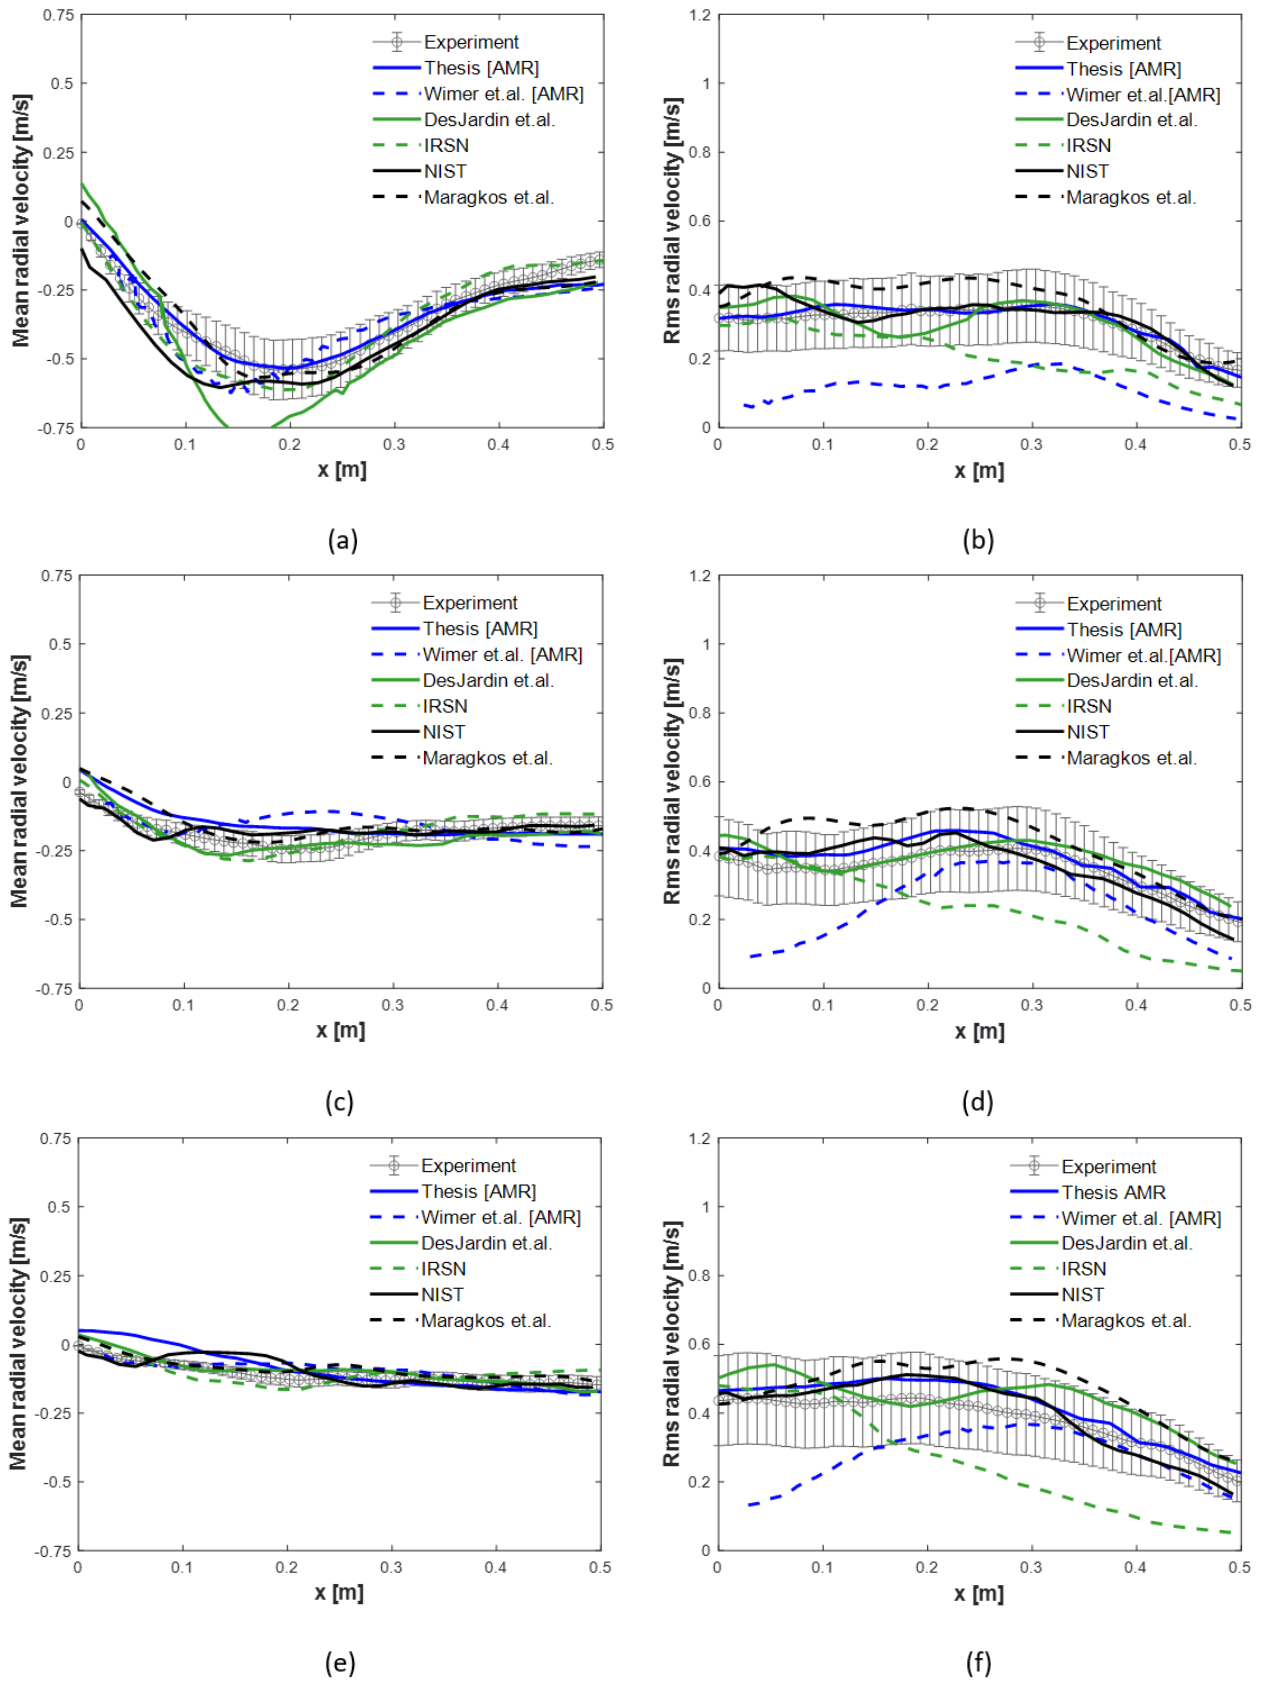 0.75
0.5
0.25
0
-0.25
-0.5
-0.75
0
0.1
0.2
0.3
0.4
0.5
Mean radial velocity [m/s]
x [m]
Experiment
Thesis [AMR]
Wimer et.al. [AMR]
DesJardin et.al.
IRSN
NIST
Maragkos et.al.
(a)
1.2
1
0.8
0.6
0.4
0.2
0
0
0.1
0.2
0.3
0.4
0.5
Rms radial velocity [m/s]
x [m]
Experiment
Thesis [AMR]
Wimer et.al.[AMR]
DesJardin et.al.
IRSN
NIST
Maragkos et.al.
(b)
0.75
0.5
0.25
0
-0.25
-0.5
-0.75
0
0.1
0.2
0.3
0.4
0.5
Mean radial velocity [m/s]
x [m]
Experiment
Thesis [AMR]
Wimer et.al. [AMR]
DesJardin et.al.
IRSN
NIST
Maragkos et.al.
(c)
1.2
1
0.8
0.6
0.4
0.2
0
0
0.1
0.2
0.3
0.4
0.5
Rms radial velocity [m/s]
x [m]
Experiment
Thesis [AMR]
Wimer et.al.[AMR]
DesJardin et.al.
IRSN
NIST
Maragkos et.al.
(d)
0.75
0.5
0.25
0
-0.25
-0.5
-0.75
0
0.1
0.2
0.3
0.4
0.5
Mean radial velocity [m/s]
x [m]
Experiment
Thesis [AMR]
Wimer et.al. [AMR]
DesJardin et.al.
IRSN
NIST
Maragkos et.al.
(e)
1.2
1
0.8
0.6
0.4
0.2
0
0
0.1
0.2
0.3
0.4
0.5
Rms radial velocity [m/s]
x [m]
Experiment
Thesis AMR
Wimer et.al. [AMR]
DesJardin et.al.
IRSN
NIST
Maragkos et.al.
(f)